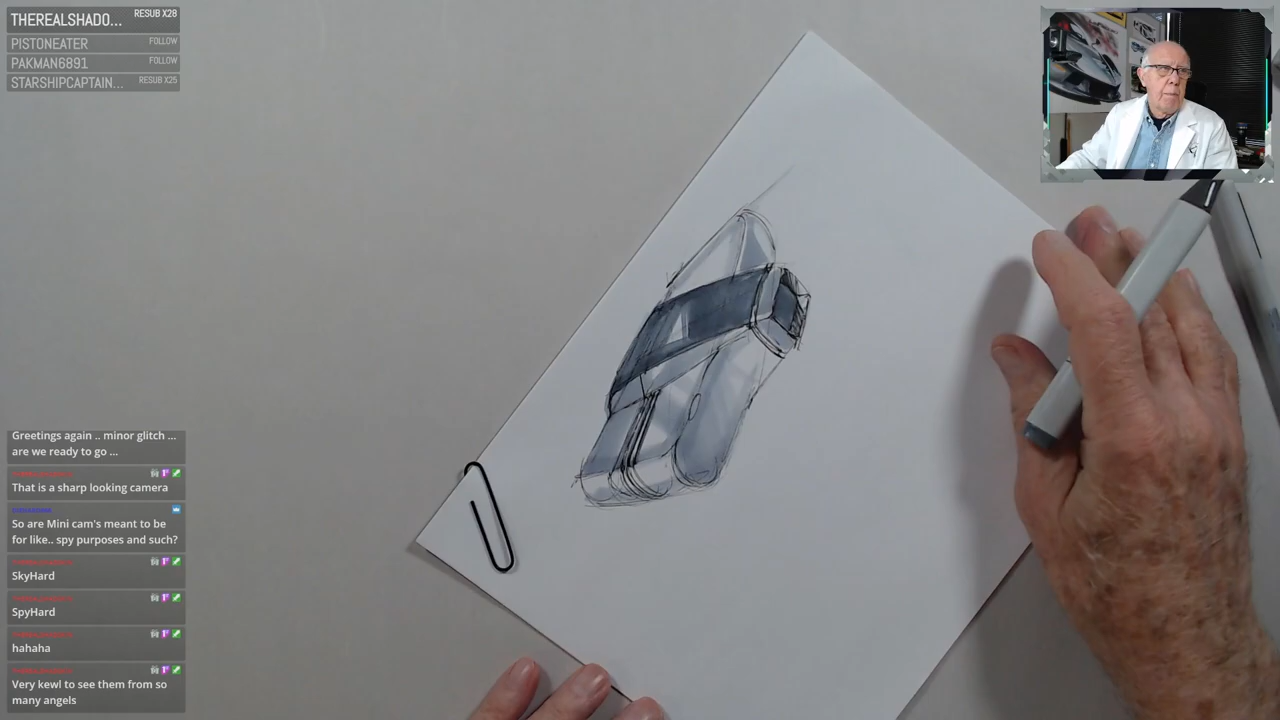 THEREALSHADO... RESUB X28
PISTONEATER FOLLOW
PAKMAN6891 FOLLOW
STARSHIPCAPTAIN... RESUB X25
Greetings again .. minor glitch ...
are we ready to go ...
That is a sharp looking camera
So are Mini cam's meant to be
for like.. spy purposes and such?
SkyHard
SpyHard
hahaha
Very kewl to see them from so
many angels